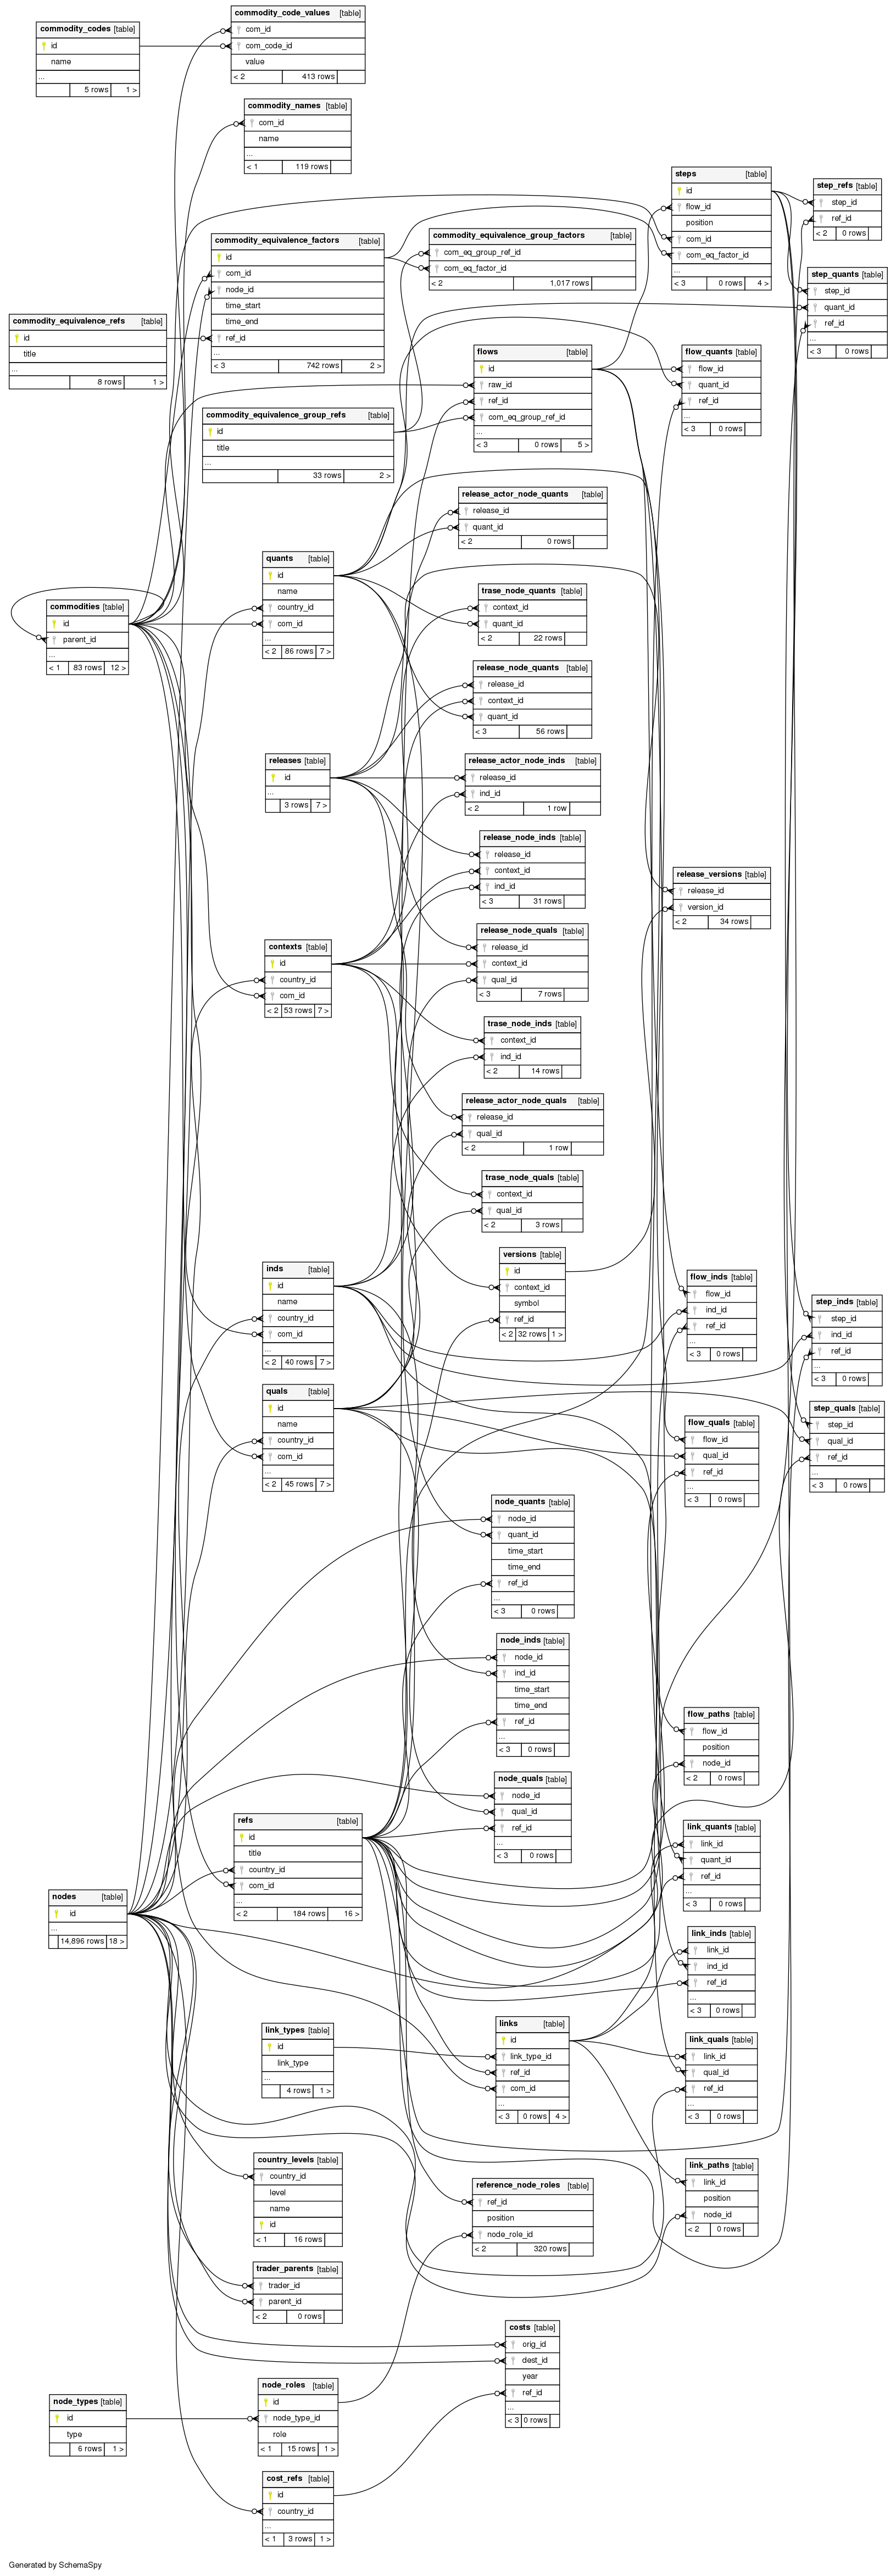 commodity_codes [table]
id
name
...
5 rows 1 >
commodity_code_values [table]
com_id
com_code_id
value
< 2 413 rows
commodity_names [table]
com_id
name
...
< 1 119 rows
steps [table]
id
flow_id
position
com_id
com_eq_factor_id
...
< 3 0 rows 4 >
step_refs [table]
step_id
ref_id
< 2 0 rows
commodity_equivalence_factors [table]
id
com_id
node_id
time_start
time_end
ref_id
...
< 3 742 rows 2 >
commodity_equivalence_group_factors [table]
com_eq_group_ref_id
com_eq_factor_id
< 2 1,017 rows
step_quants [table]
step_id
quant_id
ref_id
...
< 3 0 rows
commodity_equivalence_refs [table]
id
title
...
8 rows 1 >
flows [table]
id
raw_id
ref_id
com_eq_group_ref_id
...
< 3 0 rows 5 >
flow_quants [table]
flow_id
quant_id
ref_id
...
< 3 0 rows
commodity_equivalence_group_refs [table]
id
title
...
33 rows 2 >
release_actor_node_quants [table]
release_id
quant_id
< 2 0 rows
quants [table]
id
name
country_id
com_id
...
< 2 86 rows 7 >
trase_node_quants [table]
context_id
quant_id
< 2 22 rows
commodities [table]
id
parent_id
...
< 1 83 rows 12 >
release_node_quants [table]
release_id
context_id
quant_id
< 3 56 rows
releases [table]
id
...
3 rows 7 >
release_actor_node_inds [table]
release_id
ind_id
< 2 1 row
release_node_inds [table]
release_id
context_id
ind_id
< 3 31 rows
release_versions [table]
release_id
version_id
< 2 34 rows
release_node_quals [table]
release_id
context_id
qual_id
< 3 7 rows
contexts [table]
id
country_id
com_id
< 2 53 rows 7 >
trase_node_inds [table]
context_id
ind_id
< 2 14 rows
release_actor_node_quals [table]
release_id
qual_id
< 2 1 row
trase_node_quals [table]
context_id
qual_id
< 2 3 rows
versions [table]
id
context_id
symbol
ref_id
< 2 32 rows 1 >
inds [table]
id
name
country_id
com_id
...
< 2 40 rows 7 >
flow_inds [table]
flow_id
ind_id
ref_id
...
< 3 0 rows
step_inds [table]
step_id
ind_id
ref_id
...
< 3 0 rows
quals [table]
id
name
country_id
com_id
...
< 2 45 rows 7 >
flow_quals [table]
flow_id
qual_id
ref_id
...
< 3 0 rows
step_quals [table]
step_id
qual_id
ref_id
...
< 3 0 rows
node_quants [table]
node_id
quant_id
time_start
time_end
ref_id
...
< 3 0 rows
node_inds [table]
node_id
ind_id
time_start
time_end
ref_id
...
< 3 0 rows
flow_paths [table]
flow_id
position
node_id
< 2 0 rows
node_quals [table]
node_id
qual_id
ref_id
...
< 3 0 rows
refs [table]
id
title
country_id
com_id
...
< 2 184 rows 16 >
link_quants [table]
link_id
quant_id
ref_id
...
< 3 0 rows
nodes [table]
id
...
14,896 rows 18 >
link_inds [table]
link_id
ind_id
ref_id
...
< 3 0 rows
link_types [table]
id
link_type
...
4 rows 1 >
links [table]
id
link_type_id
ref_id
com_id
...
< 3 0 rows 4 >
link_quals [table]
link_id
qual_id
ref_id
...
< 3 0 rows
country_levels [table]
country_id
level
name
id
< 1 16 rows
reference_node_roles [table]
ref_id
position
node_role_id
< 2 320 rows
link_paths [table]
link_id
position
node_id
< 2 0 rows
trader_parents [table]
trader_id
parent_id
< 2 0 rows
costs [table]
orig_id
dest_id
year
ref_id
...
< 3 0 rows
node_types [table]
id
type
6 rows 1 >
node_roles [table]
id
node_type_id
role
< 1 15 rows 1 >
cost_refs [table]
id
country_id
...
< 1 3 rows 1 >
Generated by SchemaSpy